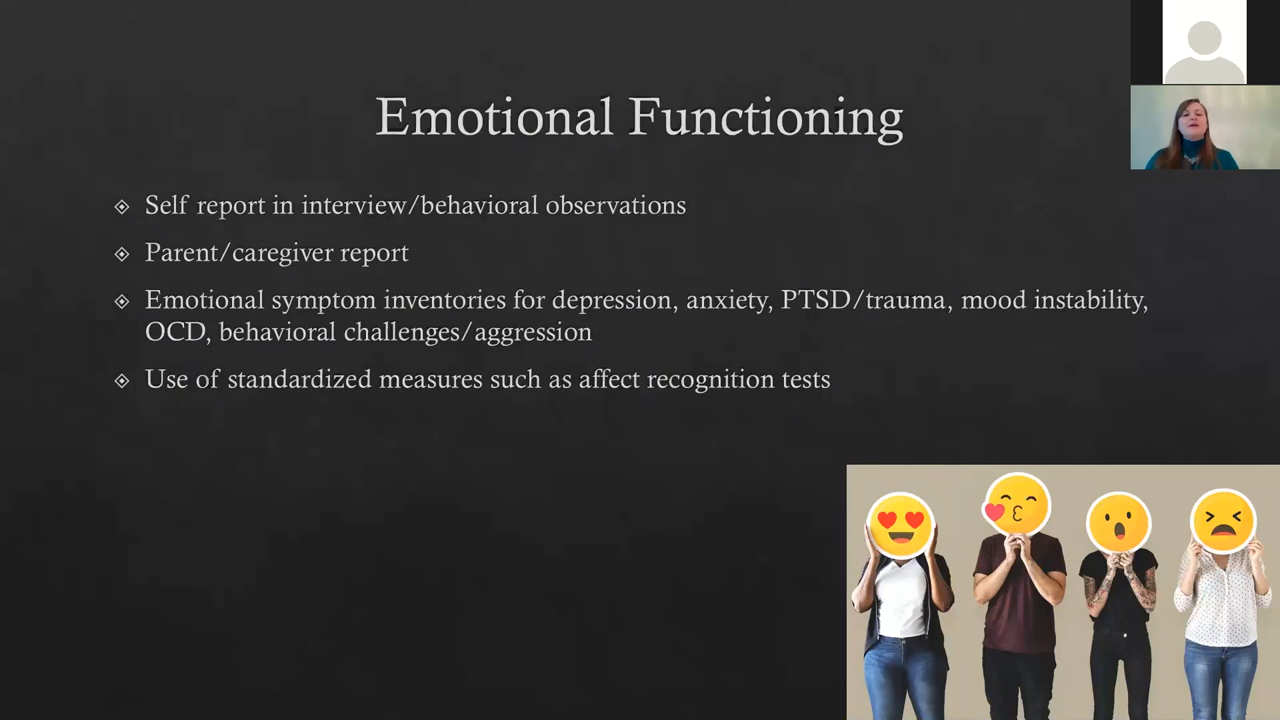 Emotional Functioning
Self report in interview/behavioral observations
Parent/caregiver report
Emotional symptom inventories for depression, anxiety, PTSD/trauma, mood instability,
OCD, behavioral challenges/aggression
Use of standardized measures such as affect recognition tests